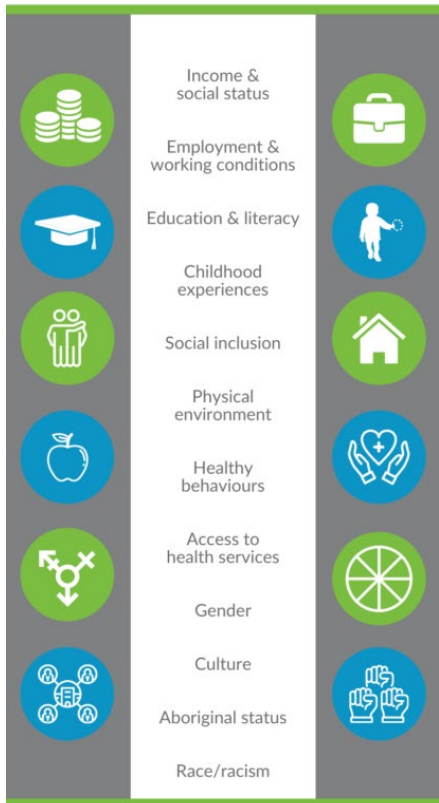 Income &
social status
Employment &
working conditions
Education & literacy
Childhood
experiences
Social inclusion
Physical
environment
Healthy
behaviours
Access to
health services
Gender
Culture
Aboriginal status
Race/racism